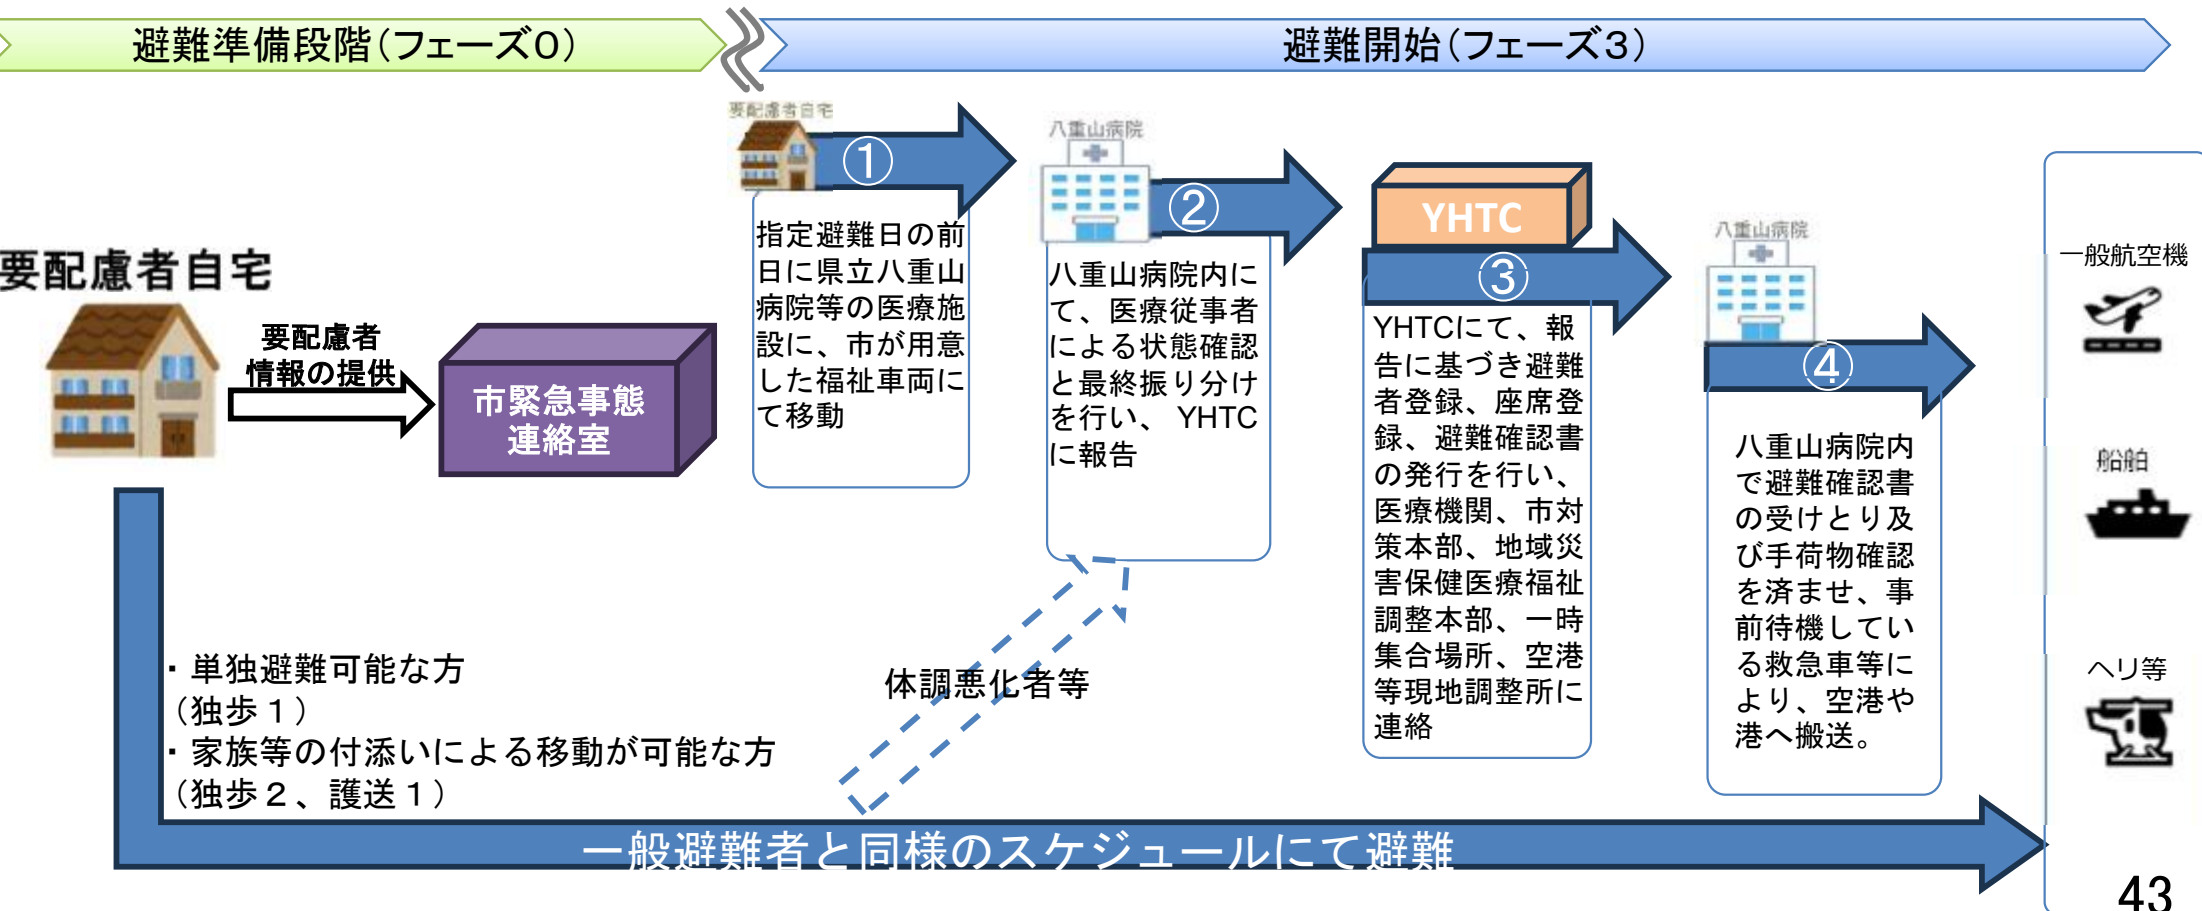 避難準備段階(フェーズ0)
避難開始(フェーズ3)
要配慮者自宅
要配慮者
情報の提供
市緊急事態
連絡室
要配慮者自宅
①
指定避難日の前
日に県立八重山
病院等の医療施
設に、市が用意
した福祉車両に
て移動
八重山病院
②
八重山病院内に
て、医療従事者
による状態確認
と最終振り分け
を行い、 YHTC
に報告
YHTC
③
YHTCにて、報
告に基づき避難
者登録、座席登
録、避難確認書
の発行を行い、
医療機関、市対
策本部、地域災
害保健医療福祉
調整本部、一時
集合場所、空港
等現地調整所に
連絡
八重山病院
④
八重山病院内
で避難確認書
の受けとり及
び手荷物確認
を済ませ、事
前待機してい
る救急車等に
より、空港や
港へ搬送。
一般航空機
船舶
ヘリ等
・単独避難可能な方
(独歩1)
・家族等の付添いによる移動が可能な方
(独歩2、護送1)
体調悪化者等
一般避難者と同様のスケジュールにて避難
43